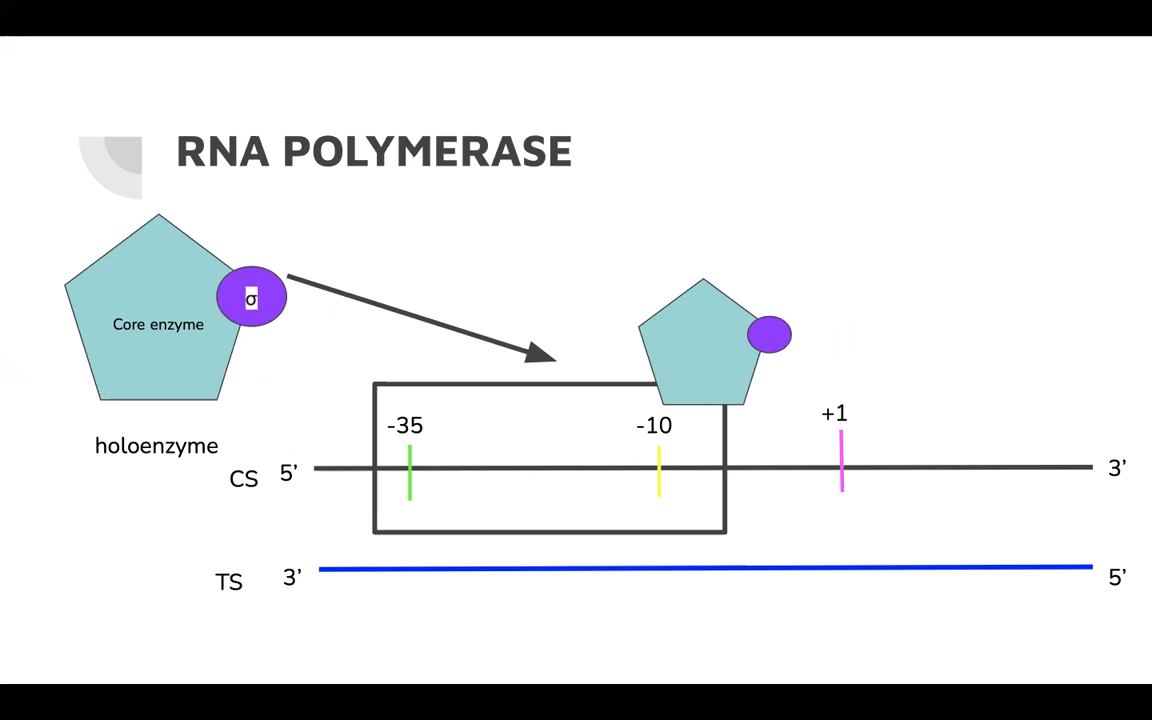 RNA POLYMERASE
σ
Core enzyme
holoenzyme
-35
-10
+1
CS 5’
3’
TS 3’
5’